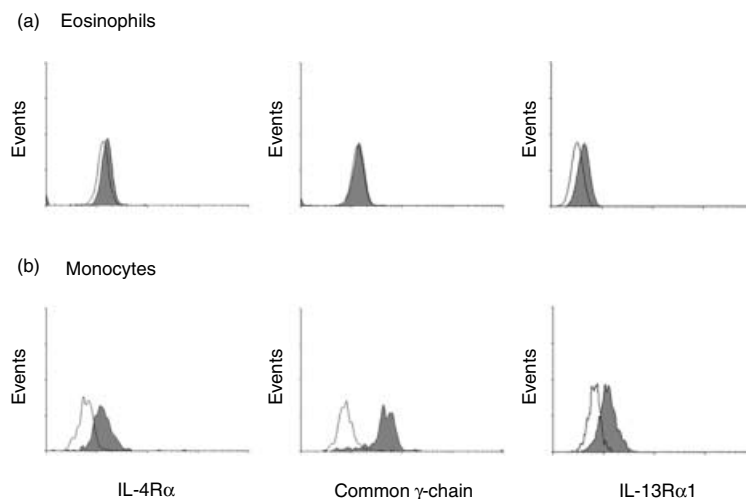 (a) Eosinophils
Events
Events
Events
(b) Monocytes
Events
Events
Events
IL-4Rα
Common γ-chain
IL-13Rα1